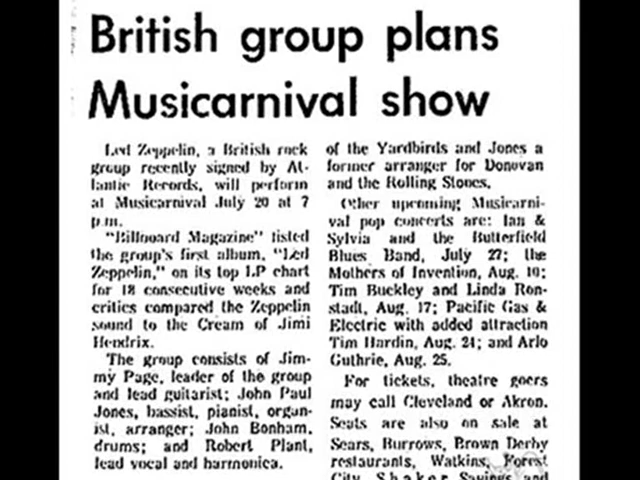 British group plans
Musicarnival show
Led Zeppelin, a British rock
group recently signed by At-
lantic Records, will perform
at Musicarnival July 20 at 7
p.m.
"Billboard Magazine" listed
the group's first album, "Led
Zeppelin," on its top LP chart
for 18 consecutive weeks and
critics compared the Zeppelin
sound to the Cream of Jimi
Hendrix.
The group consists of Jim-
my Page, leader of the group
and lead guitarist; John Paul
Jones, bassist, pianist, organ-
ist, arranger; John Bonham,
drums; and Robert Plant,
lead vocal and harmonica.
of the Yardbirds and Jones a
former arranger for Donovan
and the Rolling Stones.
Other upcoming Musicarni-
val pop concerts are: Ian &
Sylvia and the Butterfield
Blues Band, July 27; the
Mothers of Invention, Aug. 10;
Tim Buckley and Linda Ron-
stadt, Aug. 17; Pacific Gas &
Electric with added attraction
Tim Hardin, Aug. 24; and Arlo
Guthrie, Aug. 25.
For tickets, theatre goers
may call Cleveland or Akron.
Seats are also on sale at
Sears, Burrows, Brown Derby
restaurants, Watkins, Forest
City, Shaker Savings and